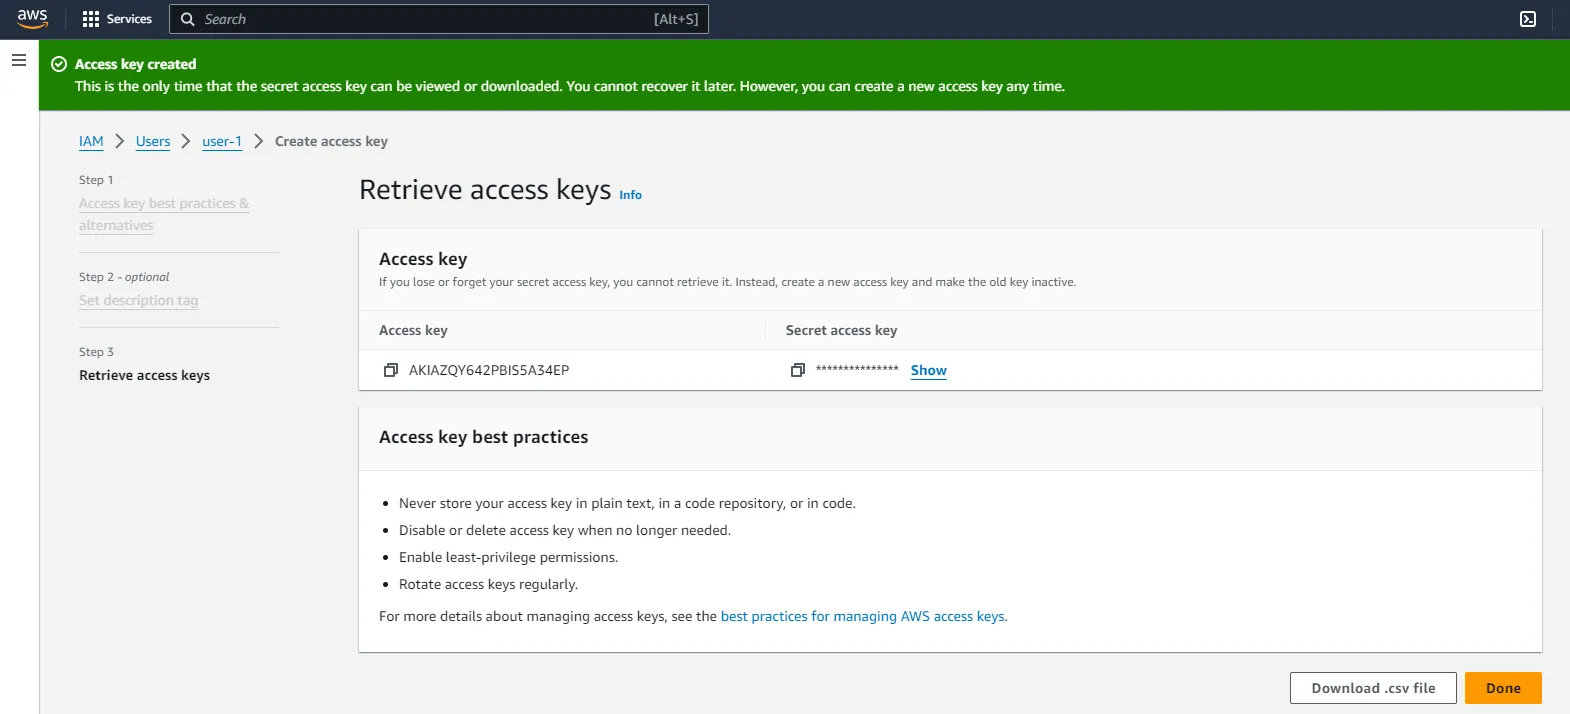 aws
Services
Search
[Alt+S]
Access key created
This is the only time that the secret access key can be viewed or downloaded. You cannot recover it later. However, you can create a new access key any time.
IAM > Users > user-1 > Create access key
Step 1
Access key best practices &
alternatives
Step 2 - optional
Set description tag
Step 3
Retrieve access keys
Retrieve access keys Info
Access key
If you lose or forget your secret access key, you cannot retrieve it. Instead, create a new access key and make the old key inactive.
Access key
Secret access key
AKIAZQY642PBIS5A34EP
*************** Show
Access key best practices
• Never store your access key in plain text, in a code repository, or in code.
• Disable or delete access key when no longer needed.
• Enable least-privilege permissions.
• Rotate access keys regularly.
For more details about managing access keys, see the best practices for managing AWS access keys.
Download .csv file
Done